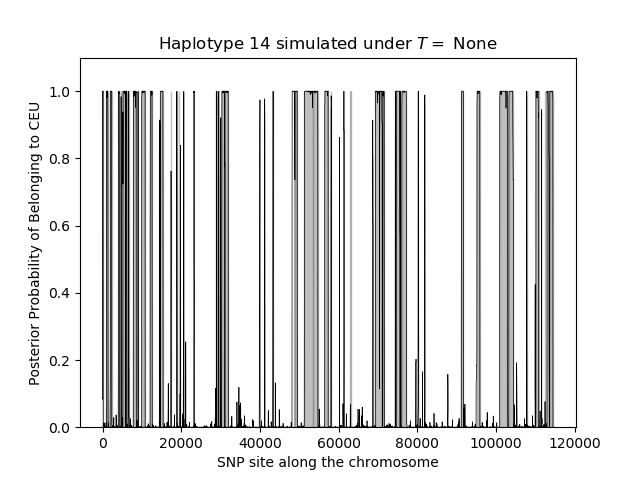 Haplotype 14 simulated under T = None
Posterior Probability of Belonging to CEU
1.0
0.8
0.6
0.4
0.2
0.0
0 20000 40000 60000 80000 100000 120000
SNP site along the chromosome